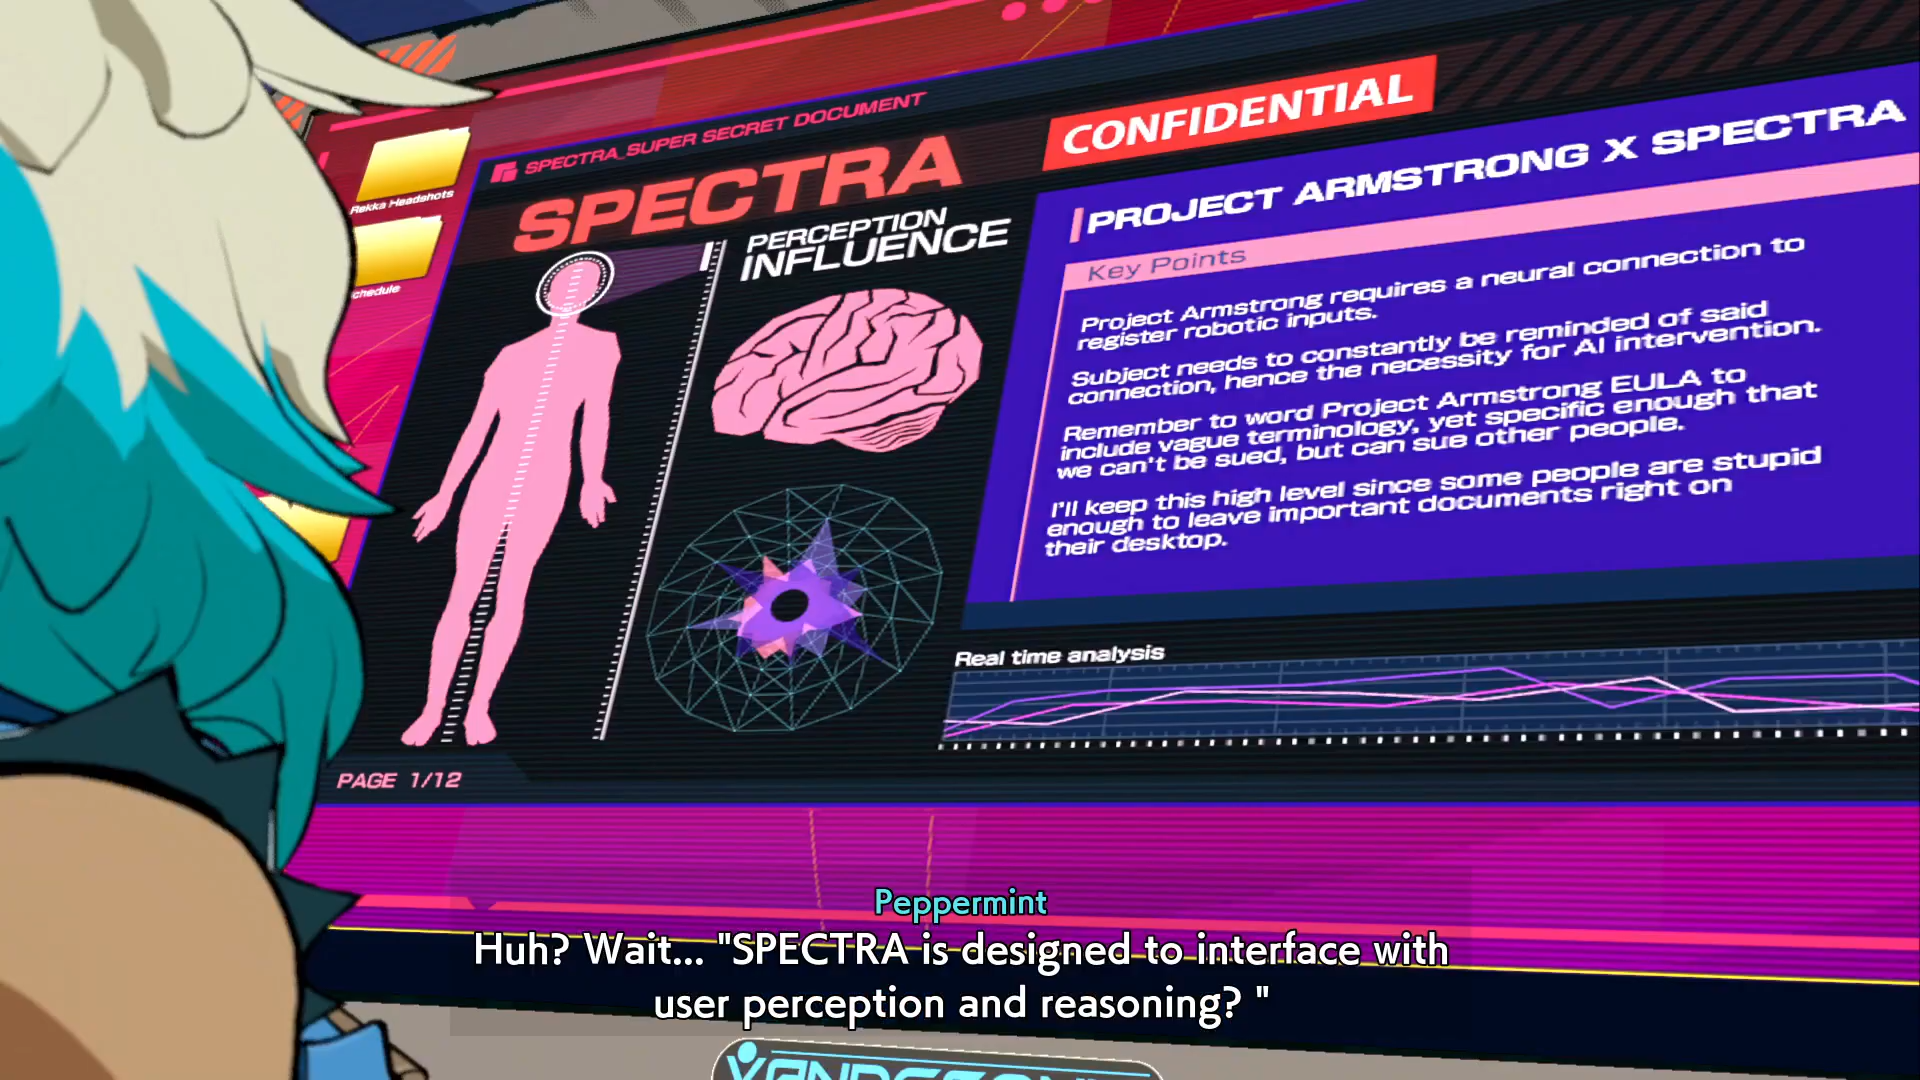 SPECTRA_SUPER SECRET DOCUMENT
CONFIDENTIAL
Rekka Headshots
chedule
SPECTRA
PERCEPTION
INFLUENCE
PROJECT ARMSTRONG X SPECTRA
Key Points
Project Armstrong requires a neural connection to
register robotic inputs.
Subject needs to constantly be reminded of said
connection, hence the necessity for AI intervention.
Remember to word Project Armstrong EULA to
include vague terminology, yet specific enough that
we can't be sued, but can sue other people.
I'll keep this high level since some people are stupid
enough to leave important documents right on
their desktop.
Real time analysis
PAGE 1/12
Peppermint
Huh? Wait... "SPECTRA is designed to interface with
user perception and reasoning? "